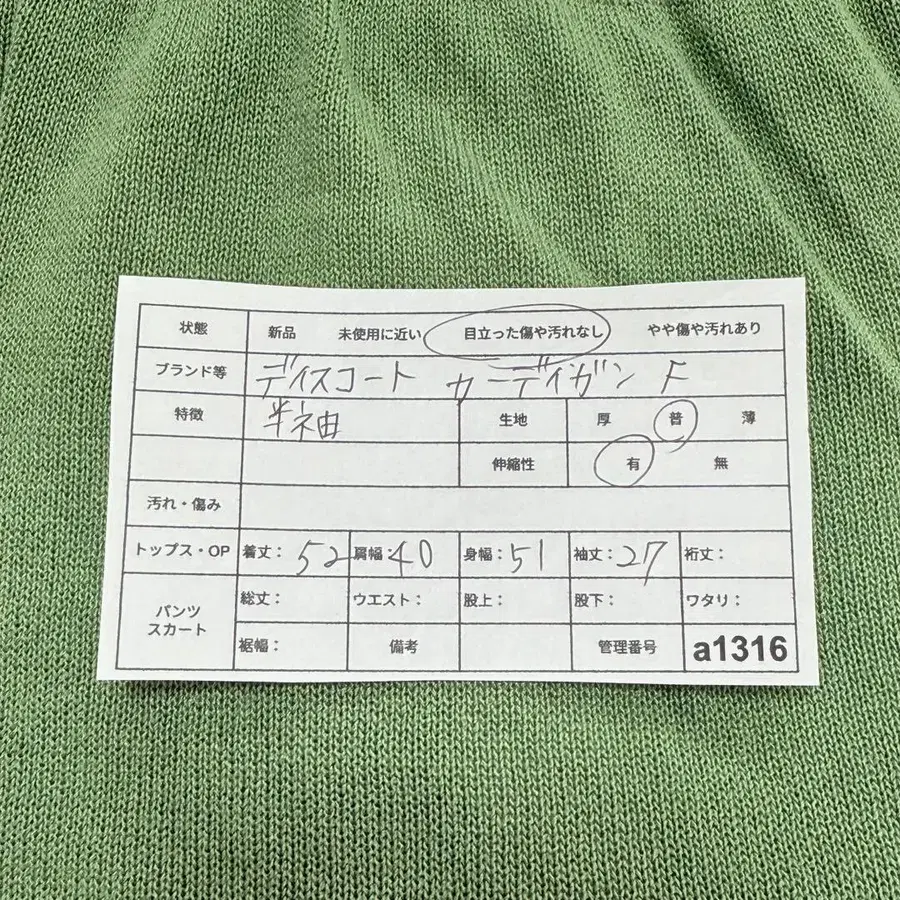 状態 新品 未使用に近い 目立った傷や汚れなし やや傷や汚れあり
ブランド等 ディスコート カーディガン F
特徴 半袖 生地 厚 普 薄
伸縮性 有 無
汚れ・傷み
トップス・OP 着丈: 52 肩幅: 40 身幅: 51 袖丈: 27 裄丈:
パンツ スカート 総丈: ウエスト: 股上: 股下: ワタリ:
裾幅: 備考 管理番号 a1316